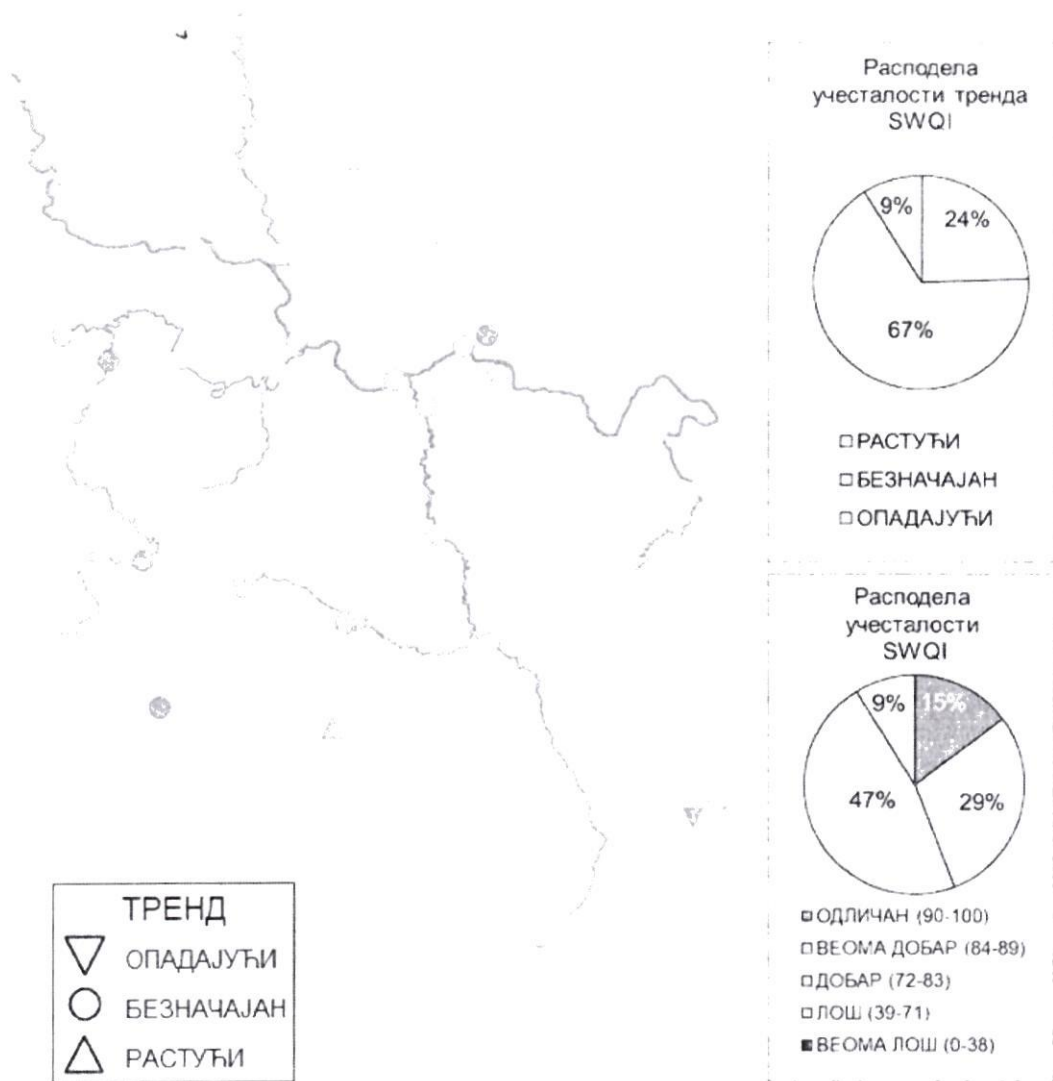 Расподела
учесталости тренда
SWQI
9%
24%
67%
РАСТУЋИ
БЕЗНАЧАЈАН
ОПАДАЈУЋИ
Расподела
учесталости
SWQI
9%
15%
47%
29%
ОДЛИЧАН (90-100)
ВЕОМА ДОБАР (84-89)
ДОБАР (72-83)
ЛОШ (39-71)
ВЕОМА ЛОШ (0-38)
ТРЕНД
ОПАДАЈУЋИ
БЕЗНАЧАЈАН
РАСТУЋИ